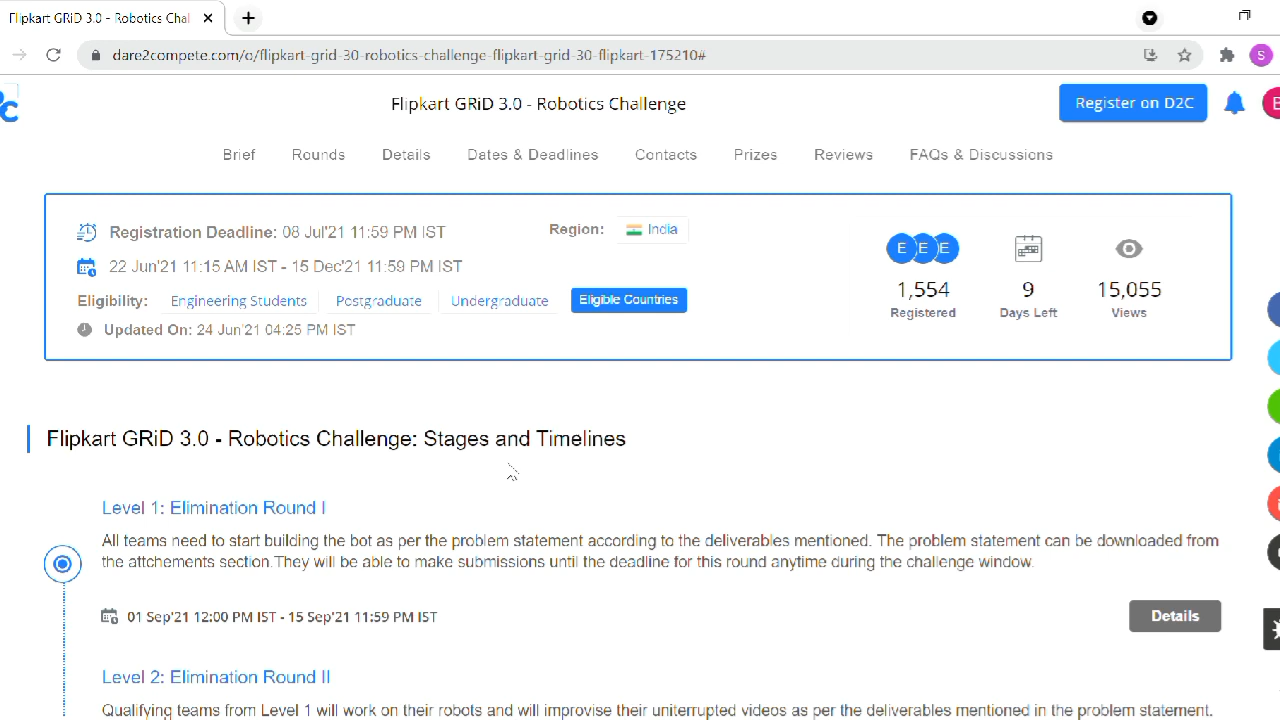 Flipkart GRiD 3.0 - Robotics Chal
dare2compete.com/o/flipkart-grid-30-robotics-challenge-flipkart-grid-30-flipkart-175210#
S
Flipkart GRiD 3.0 - Robotics Challenge
Register on D2C
Brief Rounds Details Dates & Deadlines Contacts Prizes Reviews FAQs & Discussions
Registration Deadline: 08 Jul'21 11:59 PM IST
Region: India
22 Jun'21 11:15 AM IST - 15 Dec'21 11:59 PM IST
Eligibility: Engineering Students Postgraduate Undergraduate Eligible Countries
Updated On: 24 Jun'21 04:25 PM IST
E E E
1,554 9 15,055
Registered Days Left Views
Flipkart GRiD 3.0 - Robotics Challenge: Stages and Timelines
Level 1: Elimination Round I
All teams need to start building the bot as per the problem statement according to the deliverables mentioned. The problem statement can be downloaded from
the attchements section.They will be able to make submissions until the deadline for this round anytime during the challenge window.
01 Sep'21 12:00 PM IST - 15 Sep'21 11:59 PM IST
Details
Level 2: Elimination Round II
Qualifying teams from Level 1 will work on their robots and will improvise their uniterrupted videos as per the deliverables mentioned in the problem statement.